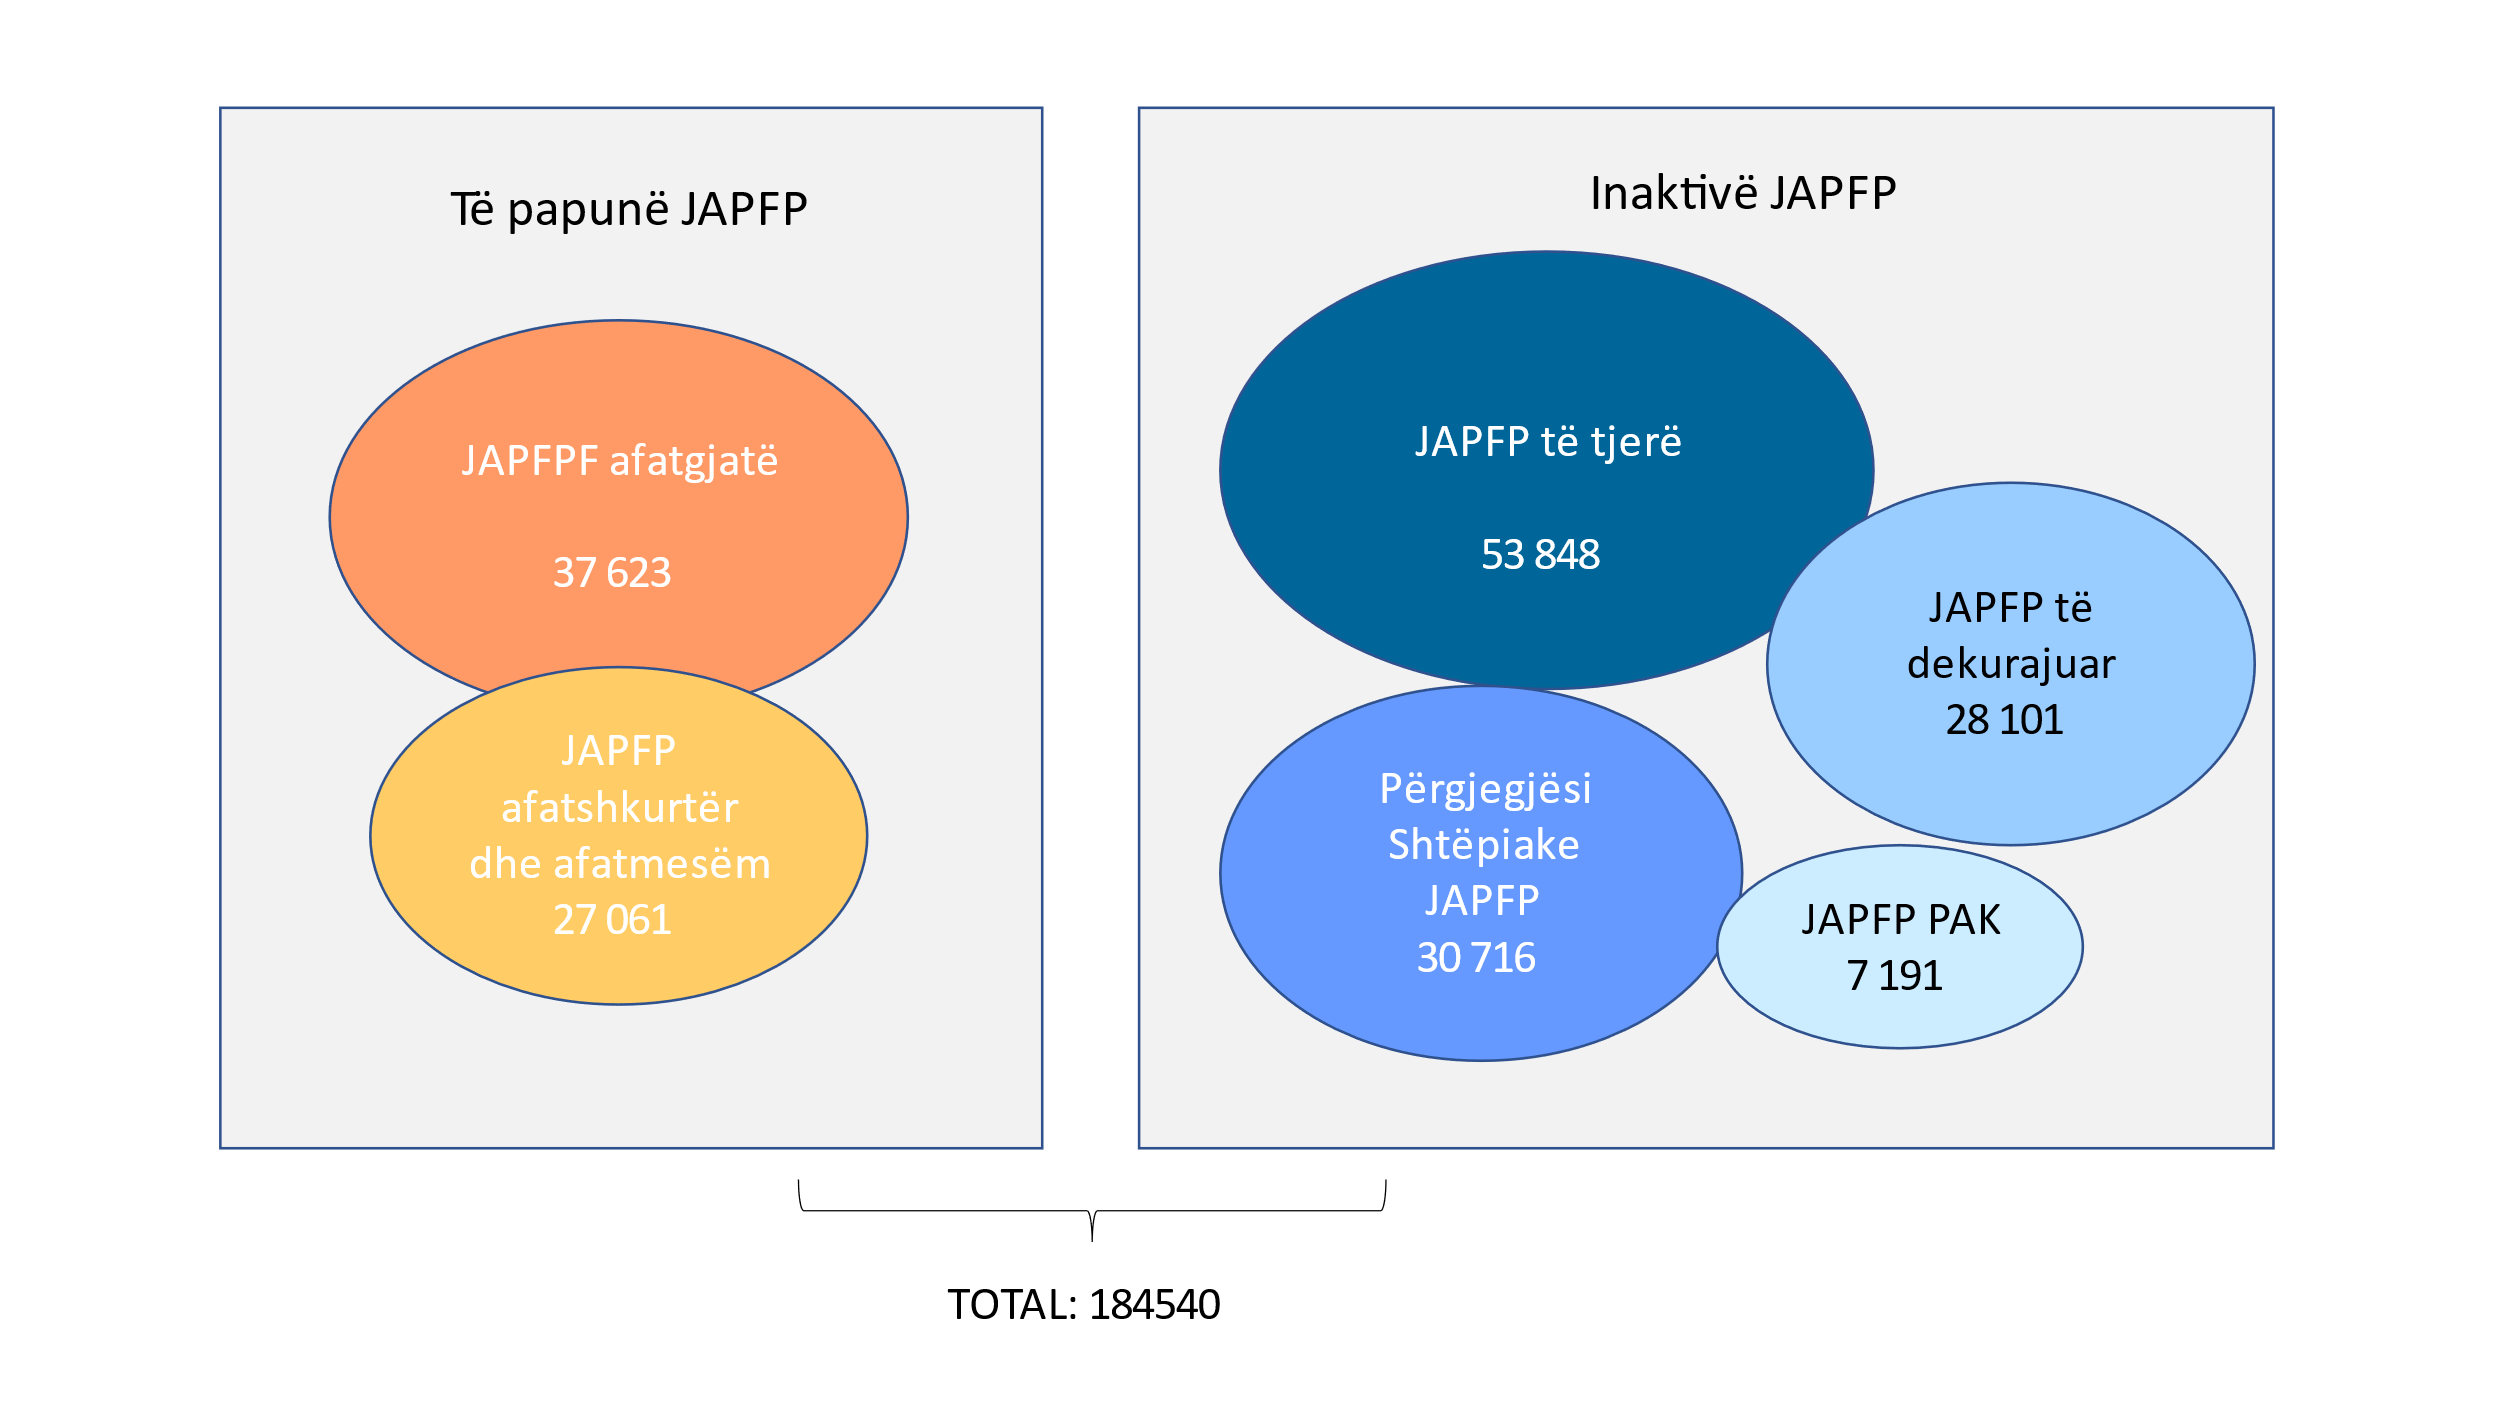 Të papunë JAPFP
JAPFPF afatgjatë
37 623
JAPFP
afatshkurtër
dhe afatmesëm
27 061
Inaktivë JAPFP
JAPFP të tjerë
53 848
JAPFP të
dekurajuar
28 101
Përgjegjësi
Shtëpiake
JAPFP
30 716
JAPFP PAK
7 191
TOTAL: 184540